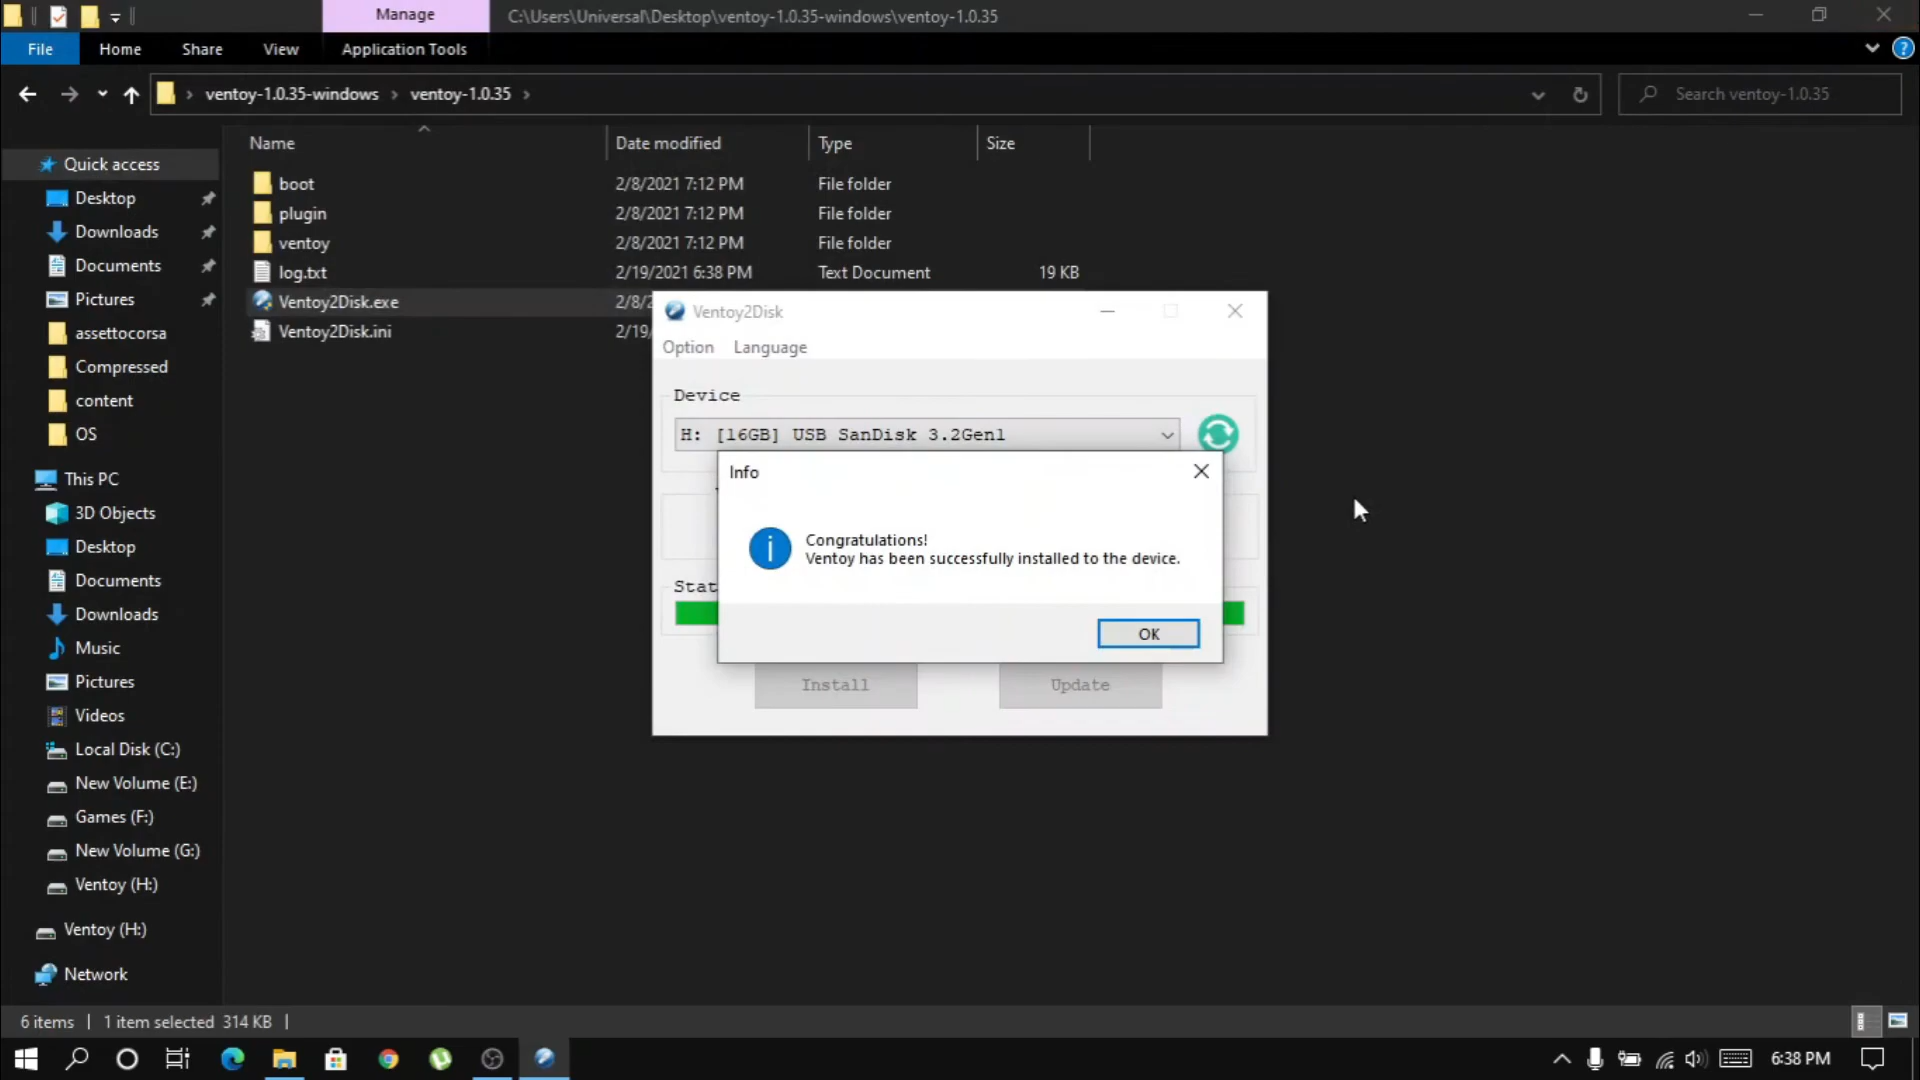 Manage
C:\Users\Universal\Desktop\ventoy-1.0.35-windows\ventoy-1.0.35
File
Home
Share
View
Application Tools
ventoy-1.0.35-windows
ventoy-1.0.35
Search ventoy-1.0.35
Name
Date modified
Type
Size
boot 2/8/2021 7:12 PM File folder
plugin 2/8/2021 7:12 PM File folder
ventoy 2/8/2021 7:12 PM File folder
log.txt 2/19/2021 6:38 PM Text Document 19 KB
Ventoy2Disk.exe 2/8/2
Ventoy2Disk.ini 2/19/
Quick access
Desktop
Downloads
Documents
Pictures
assettocorsa
Compressed
content
OS
This PC
3D Objects
Desktop
Documents
Downloads
Music
Pictures
Videos
Local Disk (C:)
New Volume (E:)
Games (F:)
New Volume (G:)
Ventoy (H:)
Ventoy (H:)
Network
Ventoy2Disk
Option Language
Device
H: [16GB] USB SanDisk 3.2Gen1
Info
Congratulations!
Ventoy has been successfully installed to the device.
OK
Stat
Install
Update
6 items
1 item selected 314 KB
6:38 PM